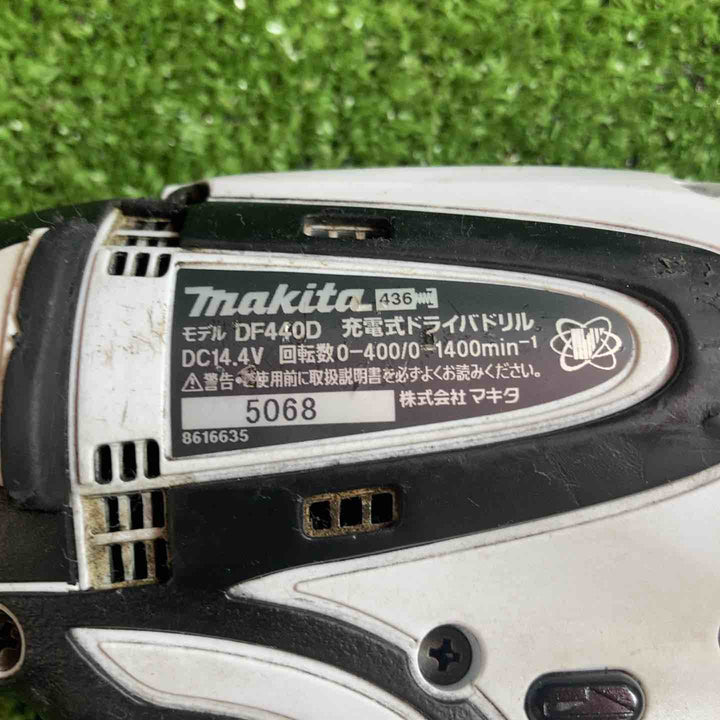 makita 436
モデル DF440D 充電式ドライバドリル
DC14.4V 回転数0-400/0-1400min⁻¹
⚠警告・使用前に取扱説明書を必ずよくお読みください。
5068 株式会社 マキタ
8616635